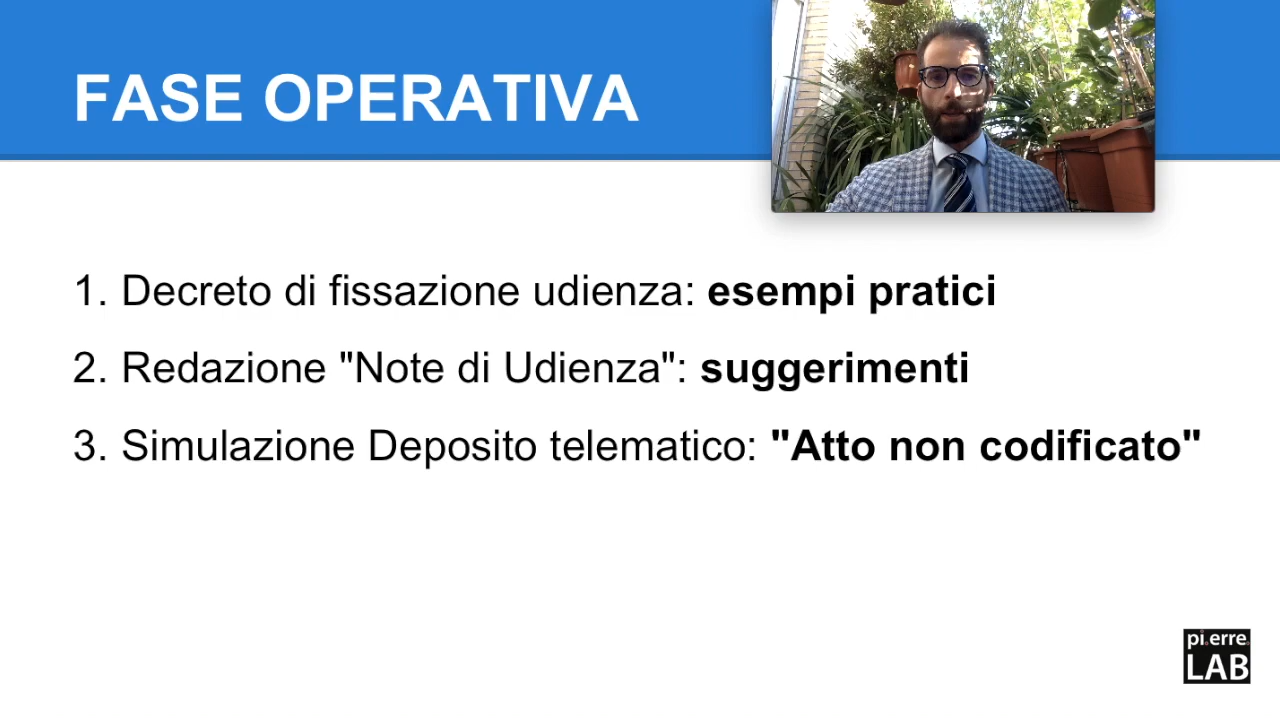 FASE OPERATIVA
1. Decreto di fissazione udienza: esempi pratici
2. Redazione "Note di Udienza": suggerimenti
3. Simulazione Deposito telematico: "Atto non codificato"
pi.erre.
LAB